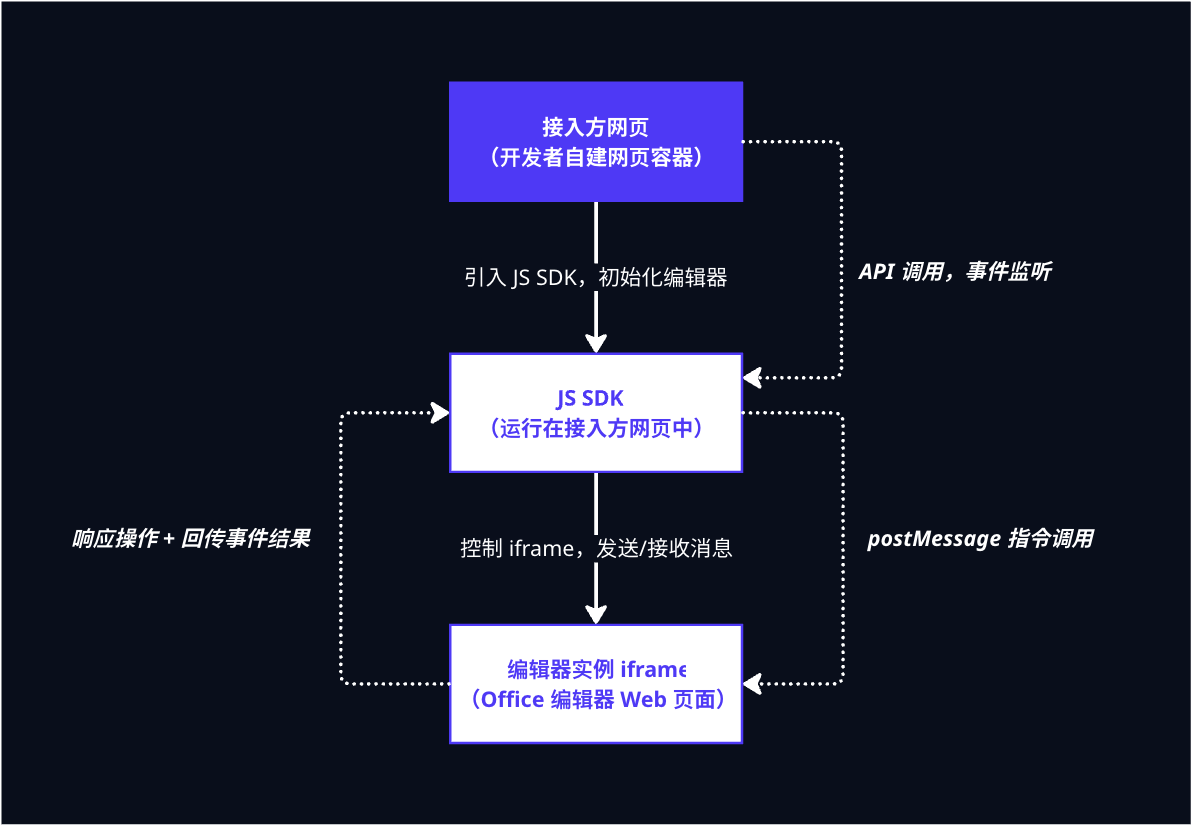 接入方网页
（开发者自建网页容器）
引入 JS SDK，初始化编辑器
API 调用，事件监听
JS SDK
（运行在接入方网页中）
响应操作 + 回传事件结果
控制 iframe，发送/接收消息
postMessage 指令调用
编辑器实例 iframe
（Office 编辑器 Web 页面）